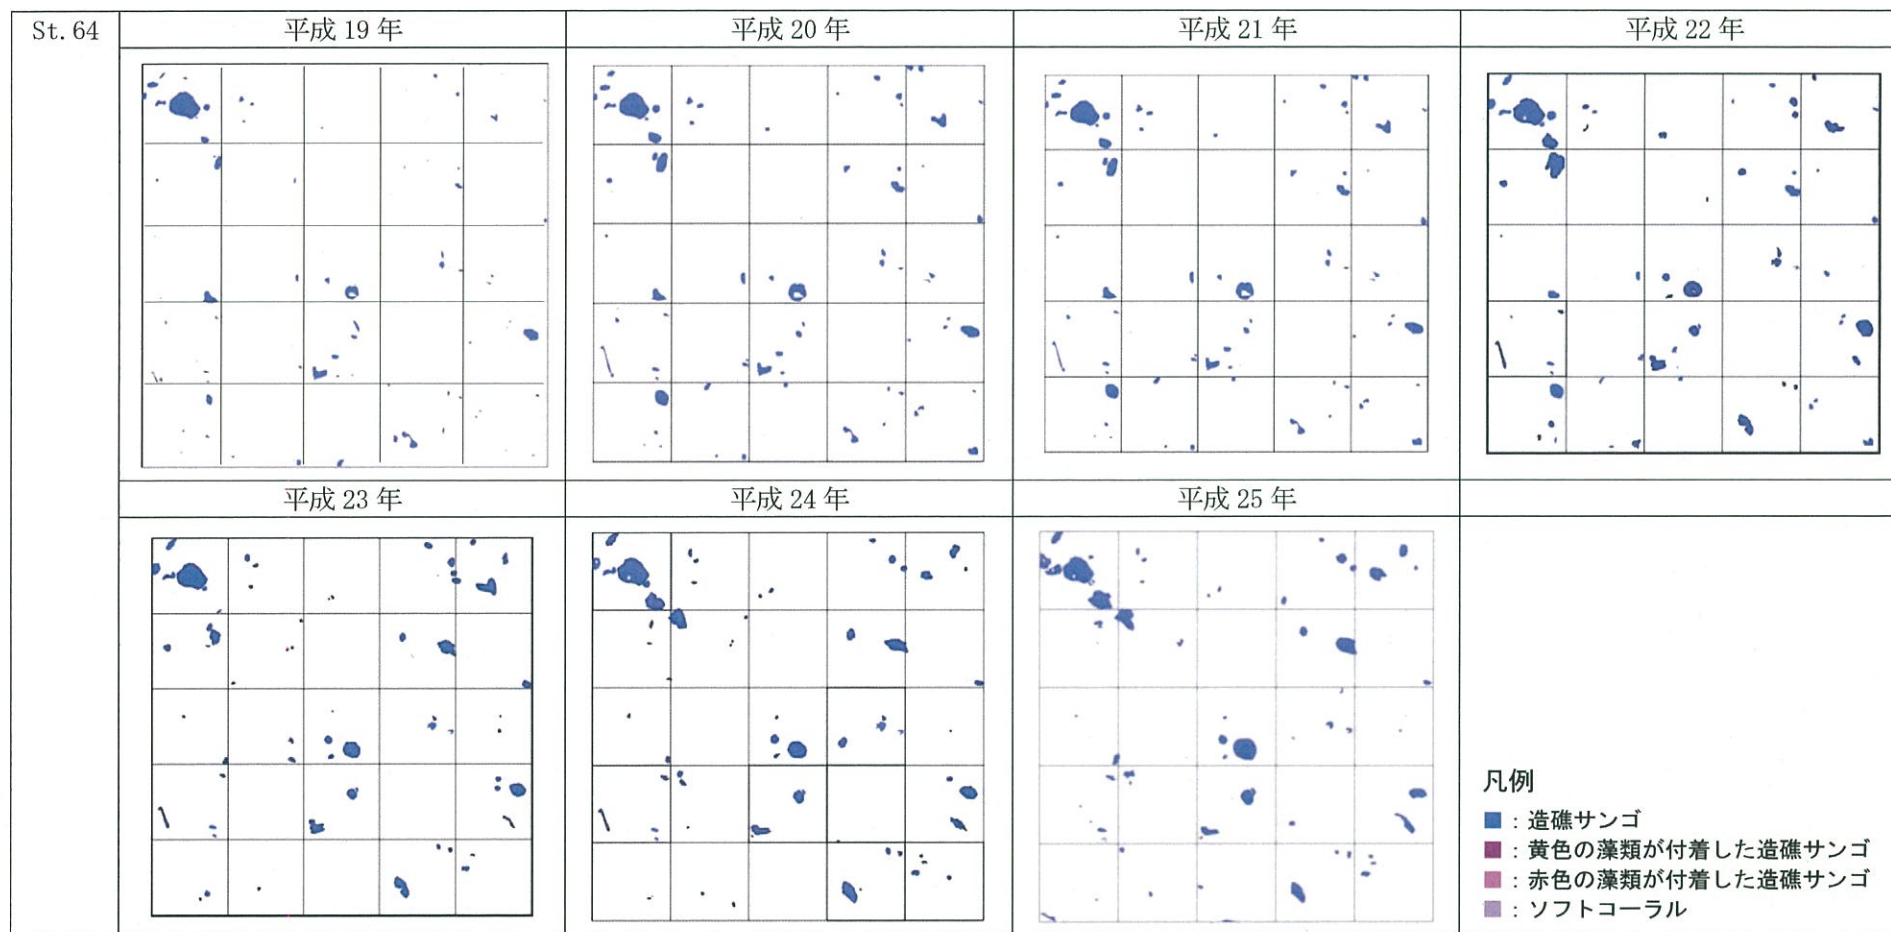 St.64
平成 19 年
平成 20 年
平成 21 年
平成 22 年
平成 23 年
平成 24 年
平成 25 年
凡例
：造礁サンゴ
：黄色の藻類が付着した造礁サンゴ
：赤色の藻類が付着した造礁サンゴ
：ソフトコーラル